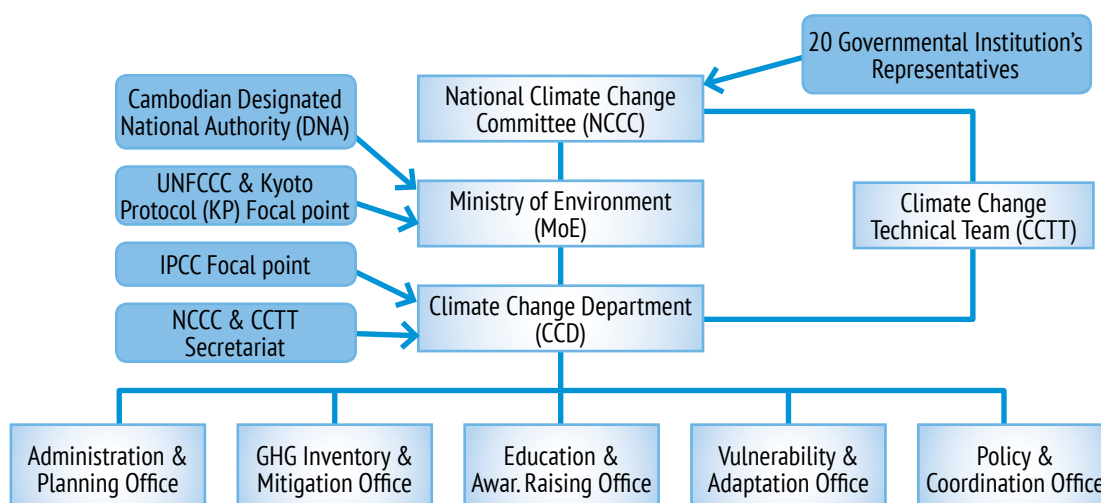 20 Governmental Institution's
Representatives
Cambodian Designated
National Authority (DNA)
National Climate Change
Committee (NCCC)
UNFCCC & Kyoto
Protocol (KP) Focal point
Ministry of Environment
(MoE)
Climate Change
Technical Team (CCTT)
IPCC Focal point
Climate Change Department
(CCD)
NCCC & CCTT
Secretariat
Administration &
Planning Office
GHG Inventory &
Mitigation Office
Education &
Awar. Raising Office
Vulnerability &
Adaptation Office
Policy &
Coordination Office